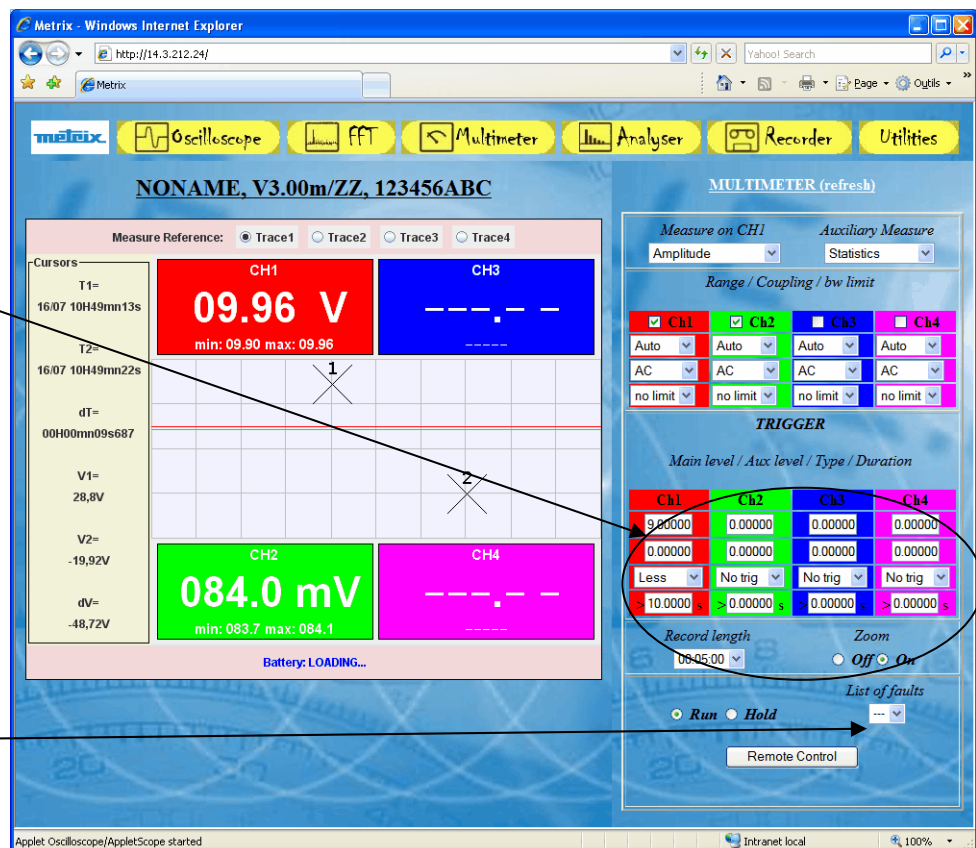 Metrix - Windows Internet Explorer
http://14.3.212.24/
Yahoo! Search
Metrix
Page
Outils
metrix
Oscilloscope
FFT
Multimeter
Analyser
Recorder
Utilities
NONAME, V3.00m/ZZ, 123456ABC
Measure Reference: Trace1 Trace2 Trace3 Trace4
Cursors
T1=
16/07 10H49mn13s
T2=
16/07 10H49mn22s
dT=
00H00mn09s687
V1=
28,8V
V2=
-19,92V
dV=
-48,72V
CH1
09.96 V
min: 09.90 max: 09.96
CH3
---.- -
-----
1
2
CH2
084.0 mV
min: 083.7 max: 084.1
CH4
---.- -
-----
Battery: LOADING...
MULTIMETER (refresh)
Measure on CH1 Auxiliary Measure
Amplitude Statistics
Range / Coupling / bw limit
Ch1 Ch2 Ch3 Ch4
Auto Auto Auto Auto
AC AC AC AC
no limit no limit no limit no limit
TRIGGER
Main level / Aux level / Type / Duration
Ch1 Ch2 Ch3 Ch4
9.00000 0.00000 0.00000 0.00000
0.00000 0.00000 0.00000 0.00000
Less No trig No trig No trig
> 10.0000 s > 0.00000 s > 0.00000 s > 0.00000 s
Record length Zoom
00:05:00 Off On
List of faults
Run Hold ---
Remote Control
Applet Oscilloscope/AppletScope started
Intranet local
100%